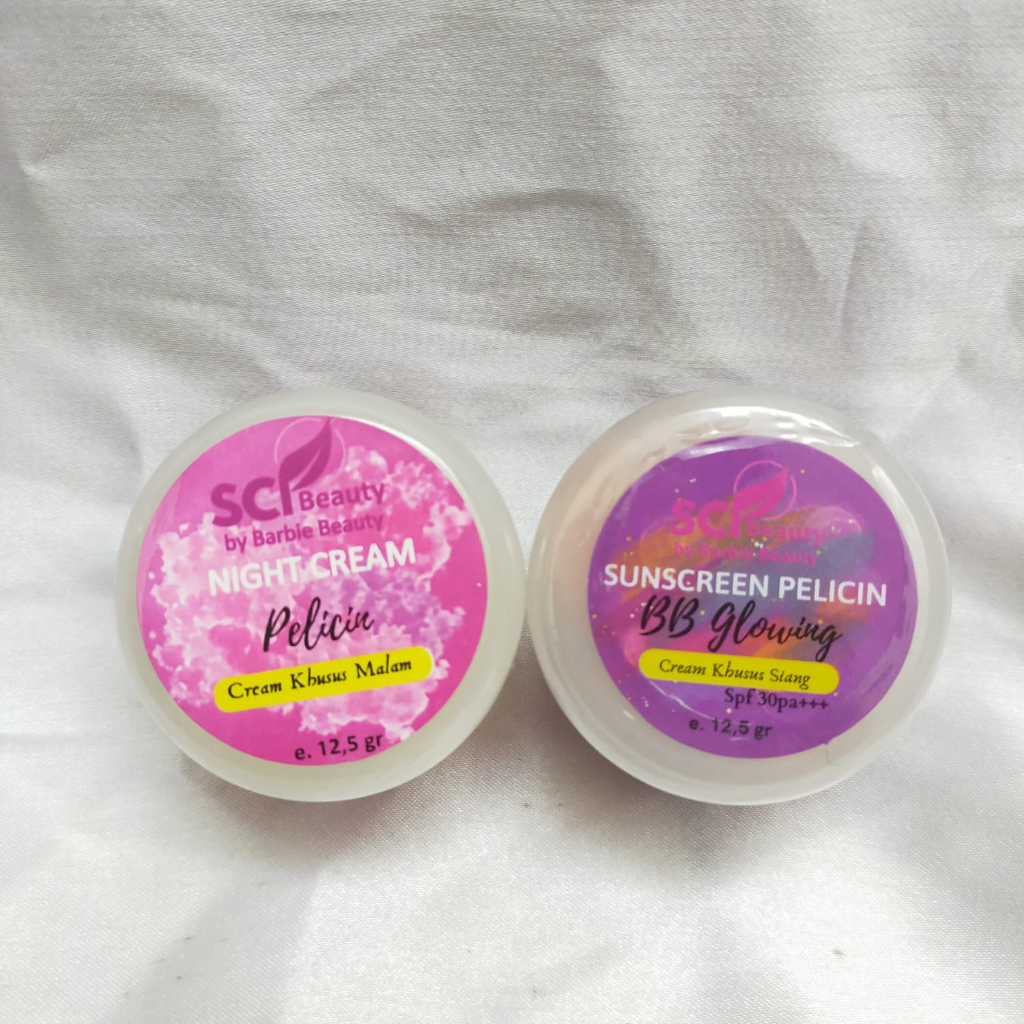 SCI Beauty
by Barbie Beauty
NIGHT CREAM
Pelicin
Cream Khusus Malam
e. 12,5 gr
SCI Beauty
by Barbie Beauty
SUNSCREEN PELICIN
BB Glowing
Cream Khusus Siang
Spf 30pa+++
e. 12,5 gr